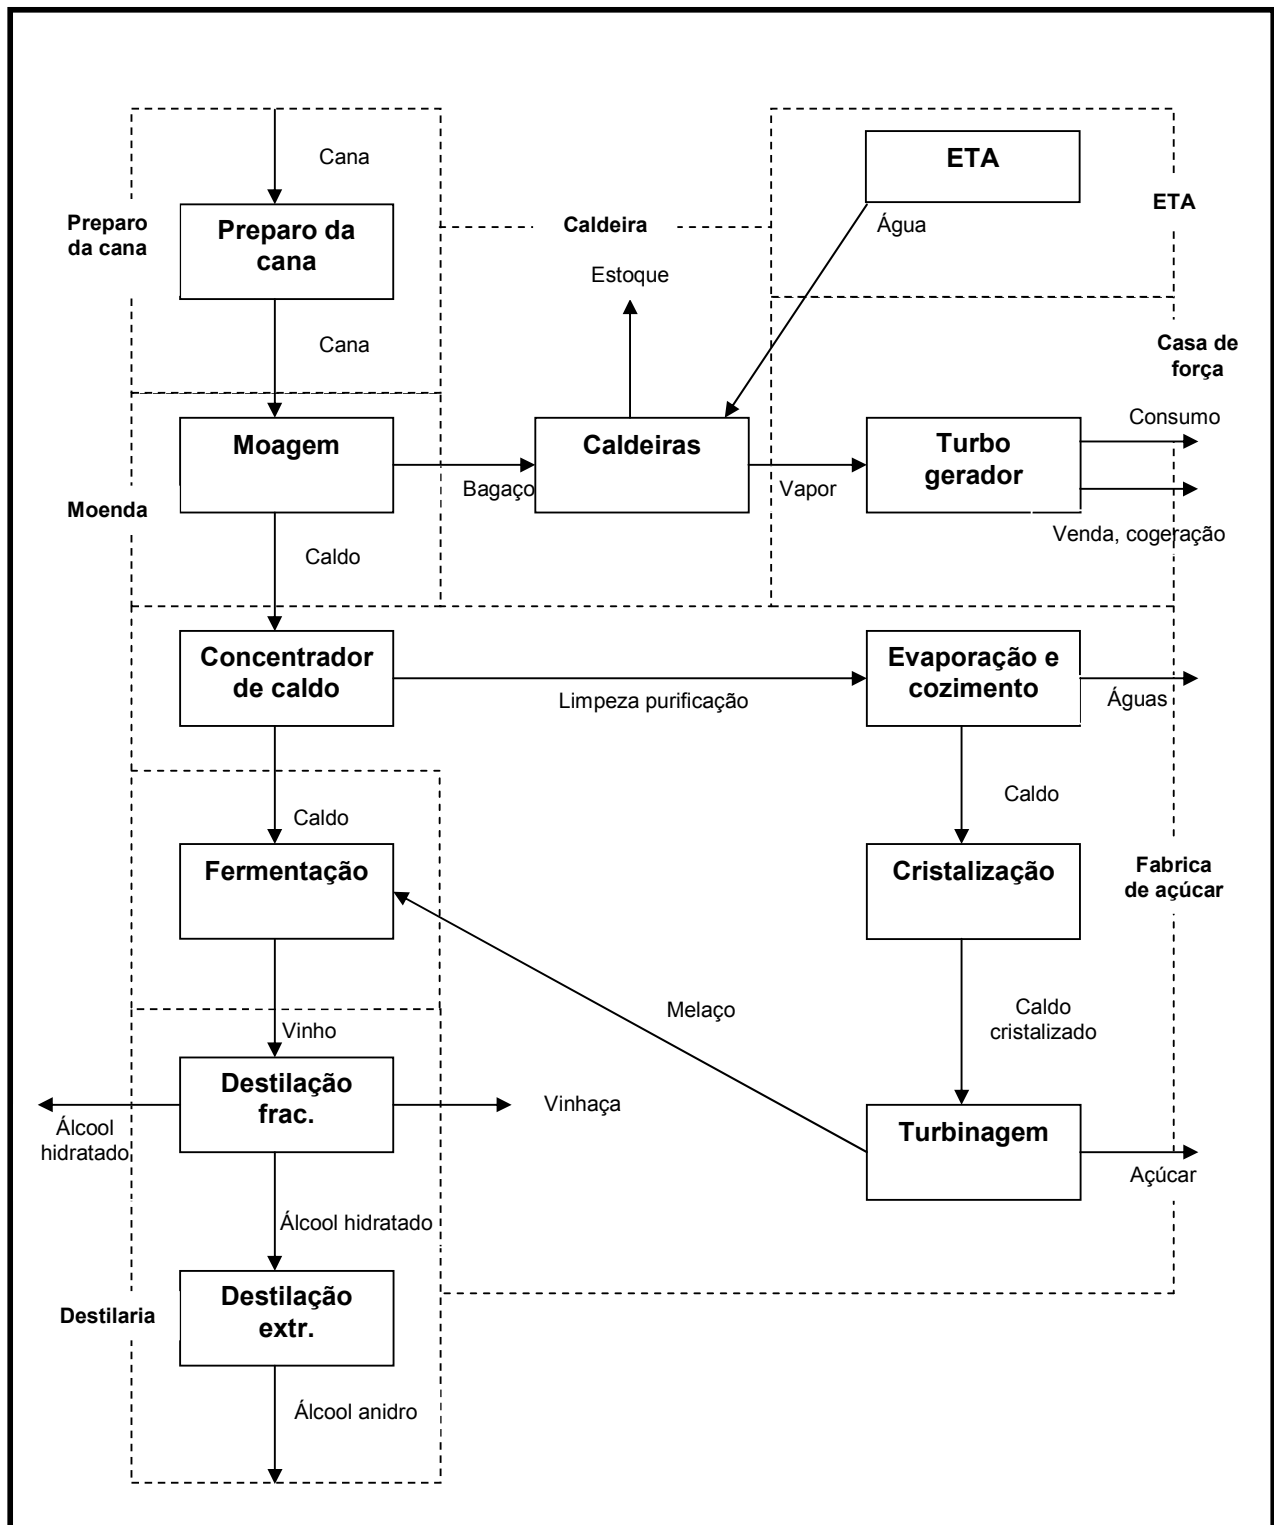 Cana
ETA
Preparo
da cana
Preparo da
cana
Caldeira
ETA
Água
Estoque
Cana
Casa de
força
Moagem
Caldeiras
Turbo
gerador
Consumo
Bagaço
Vapor
Moenda
Venda, cogeração
Caldo
Concentrador
de caldo
Evaporação e
cozimento
Limpeza purificação
Águas
Caldo
Caldo
Fermentação
Cristalização
Fabrica
de açúcar
Melaço
Caldo
cristalizado
Vinho
Destilação
frac.
Vinhaça
Álcool
hidratado
Turbinagem
Açúcar
Álcool hidratado
Destilaria
Destilação
extr.
Álcool anidro